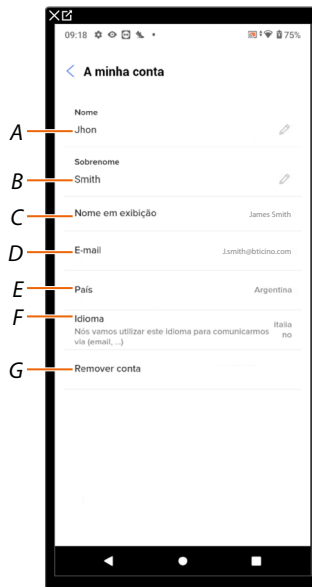 09:18 75%
A minha conta
Nome
A Jhon
Sobrenome
B Smith
C Nome em exibição James Smith
D E-mail J.smith@bticino.com
E País Argentina
F Idioma
Nós vamos utilizar este idioma para comunicarmos
via (email, ...)
italia
no
G Remover conta